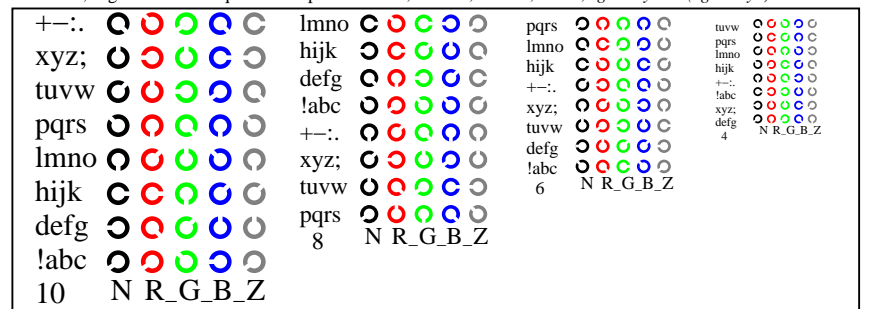 +−:.
xyz;
tuvw
pqrs
lmno
hijk
defg
!abc
10 N R_G_B_Z
lmno
hijk
defg
!abc
+−:.
xyz;
tuvw
pqrs
8 N R_G_B_Z
pqrs
lmno
hijk
+−:.
xyz;
tuvw
defg
!abc
6 N R_G_B_Z
tuvw
pqrs
lmno
hijk
+−:.
!abc
xyz;
defg
4 N R_G_B_Z